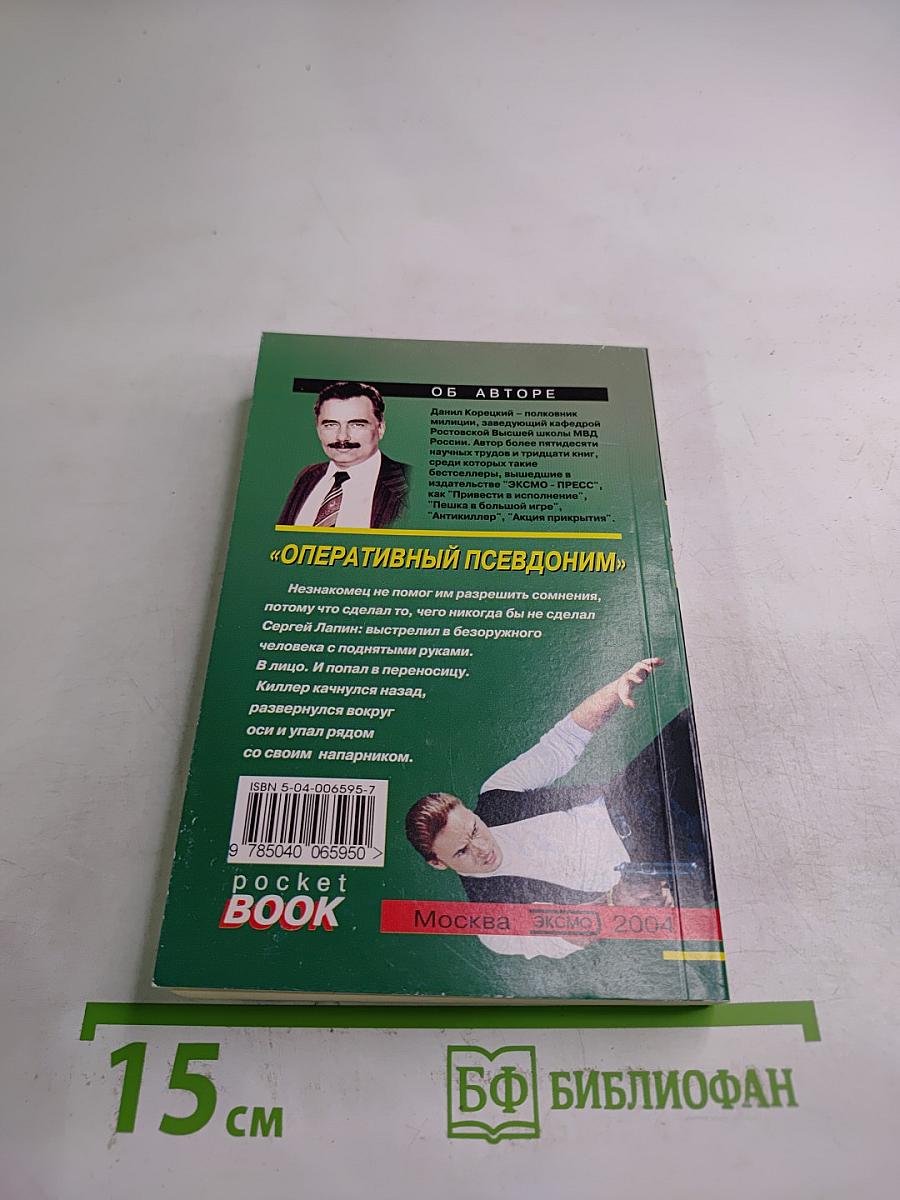 ОБ АВТОРЕ
Данил Корецкий – полковник
милиции, заведующий кафедрой
Ростовской Высшей школы МВД
России. Автор более пятидесяти
научных трудов и тридцати книг,
среди которых такие
бестселлеры, вышедшие в
издательстве "ЭКСМО - ПРЕСС",
как "Привести в исполнение",
"Пешка в большой игре",
"Антикиллер", "Акция прикрытия".
«ОПЕРАТИВНЫЙ ПСЕВДОНИМ»
Незнакомец не помог им разрешить сомнения,
потому что сделал то, чего никогда бы не сделал
Сергей Лапин: выстрелил в безоружного
человека с поднятыми руками.
В лицо. И попал в переносицу.
Киллер качнулся назад,
развернулся вокруг
оси и упал рядом
со своим напарником.
ISBN 5-04-006595-7
9 785040 065950 >
pocket
BOOK
Москва ЭКСМО 2004
15 см
БФ БИБЛИОФАН